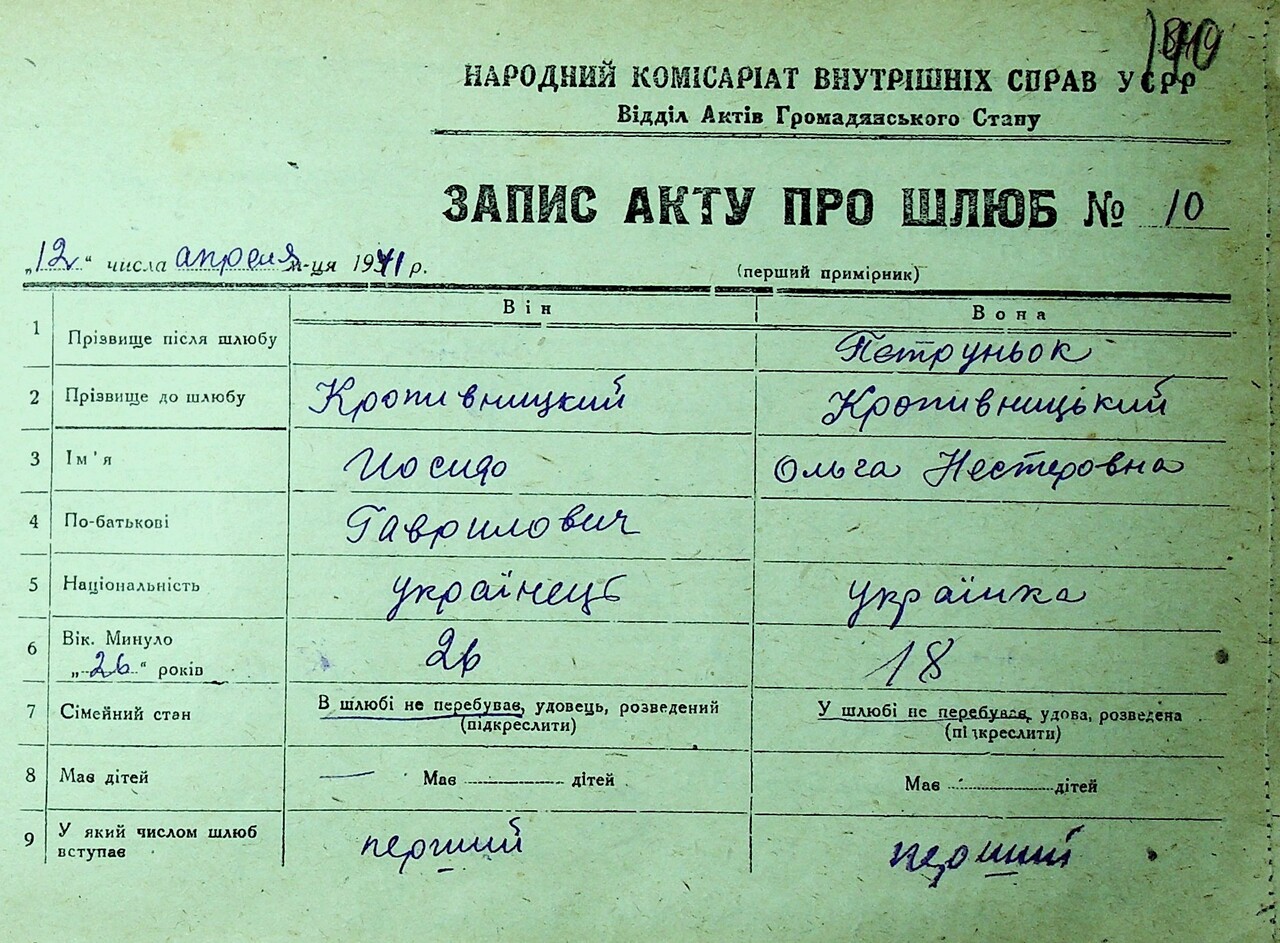 НАРОДНИЙ КОМІСАРІАТ ВНУТРІШНІХ СПРАВ УСРР
Відділ Актів Громадянського Стану
ЗАПИС АКТУ ПРО ШЛЮБ № 10
„12“ числа апреля м-ця 1941 р.
(перший примірник)
Він Вона
1 Прізвище після шлюбу Петруньок
2 Прізвище до шлюбу Кропивницкий Кропивницький
3 Ім'я Иосиф Ольга Нестеровна
4 По-батькові Гаврилович
5 Національність українець українка
6 Вік. Минуло „26“ років 26 18
7 Сімейний стан В шлюбі не перебував, удовець, розведений (підкреслити) У шлюбі не перебував, удова, розведена (підкреслити)
8 Має дітей — Має дітей Має дітей
9 У який числом шлюб вступав перший перший